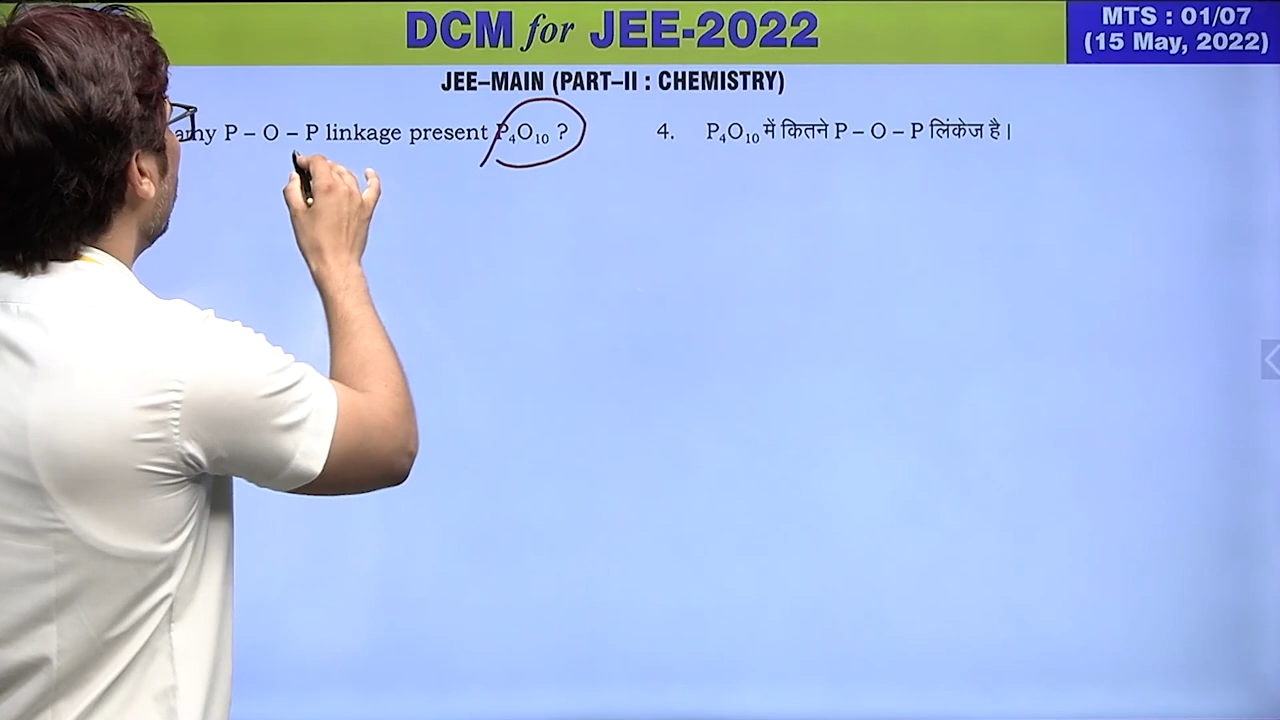 DCM for JEE-2022
MTS : 01/07
(15 May, 2022)
JEE–MAIN (PART–II : CHEMISTRY)
P – O – P linkage present P₄O₁₀ ?
4. P₄O₁₀ में कितने P – O – P लिंकेज है।